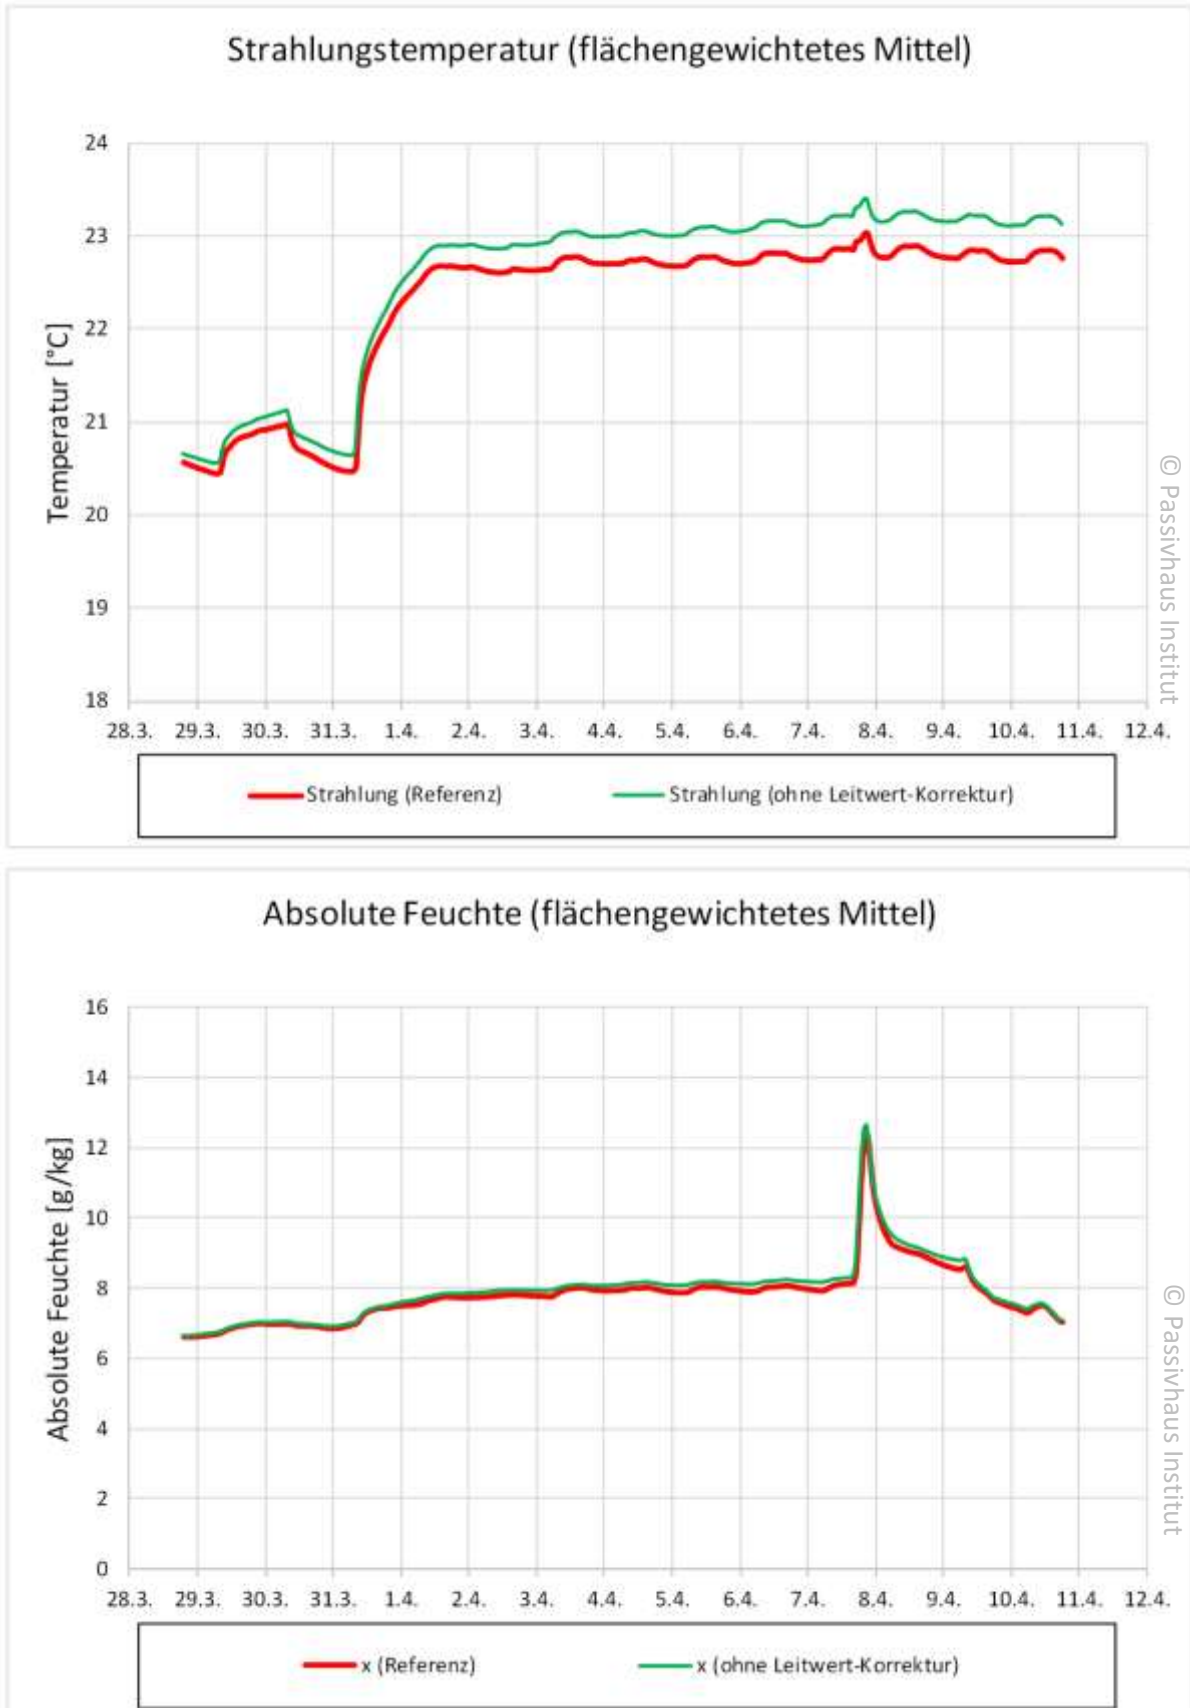 Strahlungstemperatur (flächengewichtetes Mittel)
Temperatur [°C]
24
23
22
21
20
19
18
28.3. 29.3. 30.3. 31.3. 1.4. 2.4. 3.4. 4.4. 5.4. 6.4. 7.4. 8.4. 9.4. 10.4. 11.4. 12.4.
Strahlung (Referenz) Strahlung (ohne Leitwert-Korrektur)
© Passivhaus Institut
Absolute Feuchte (flächengewichtetes Mittel)
Absolute Feuchte [g/kg]
16
14
12
10
8
6
4
2
0
28.3. 29.3. 30.3. 31.3. 1.4. 2.4. 3.4. 4.4. 5.4. 6.4. 7.4. 8.4. 9.4. 10.4. 11.4. 12.4.
x (Referenz) x (ohne Leitwert-Korrektur)
© Passivhaus Institut